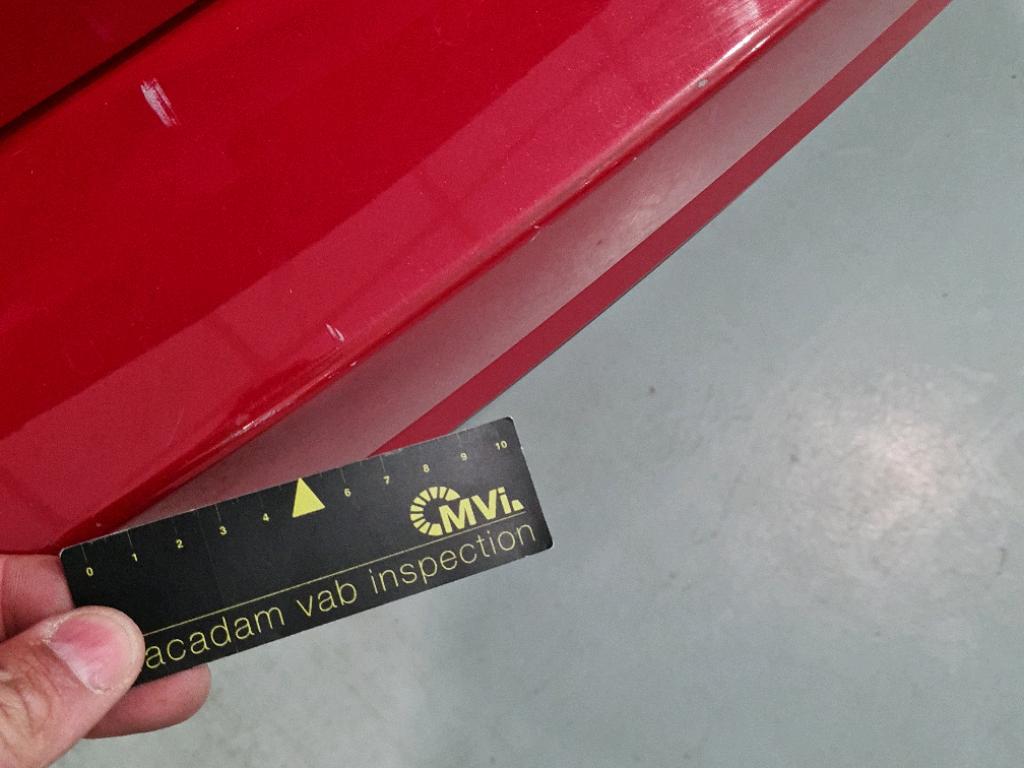 0 1 2 3 4 6 7 8 9 10
MVi.
acadam vab inspection